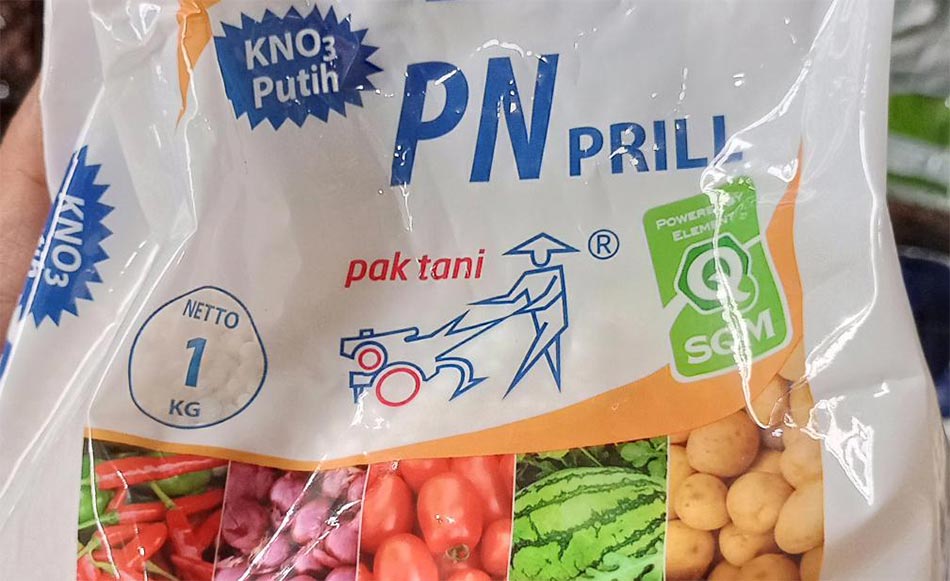 KNO3
Putih
PN PRILL
KNO3
pak tani ®
POWERED BY
ELEMENT
Q
SQM
NETTO
1
KG